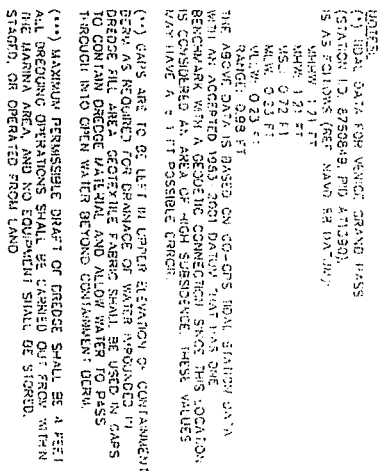 NOTES:
(*) TIDAL DATA FOR VENICE GRAND PASS
(STATION I.D. 8760849, PID AT1390)
IS AS FOLLOWS (REF NAVD 88 DATUM):
MHHW 1.21 FT
MHW 1.21 FT
MSL 0.76 FT
MLW 0.23 FT
MLLW 0.23 FT
RANGE: 0.98 FT
THE ABOVE DATA IS BASED ON CO-OPS TIDAL STATION DATA
WITH AN ACCEPTED 1983-2001 DATUM THAT HAS ONE
BENCHMARK WITH A GEODETIC CONNECTION. SINCE THIS LOCATION
IS CONSIDERED AN AREA OF HIGH SUBSIDENCE, THESE VALUES
MAY HAVE A FT POSSIBLE ERROR.
(**) GAPS ARE TO BE LEFT IN UPPER ELEVATION OF CONTAINMENT
BERM AS REQUIRED FOR DRAINAGE OF WATER IMPOUNDED IN
DREDGE FILL AREA. GEOTEXTILE FABRIC SHALL BE USED IN GAPS
TO CONTAIN DREDGE MATERIAL AND ALLOW WATER TO PASS
THROUGH INTO OPEN WATER BEYOND CONTAINMENT BERM.
(***) MAXIMUM PERMISSIBLE DRAFT OF DREDGE SHALL BE 4 FEET
ALL DREDGING OPERATIONS SHALL BE CARRIED OUT FROM WITHIN
THE MARINA AREA, AND NO EQUIPMENT SHALL BE STORED,
STAGED, OR OPERATED FROM LAND.